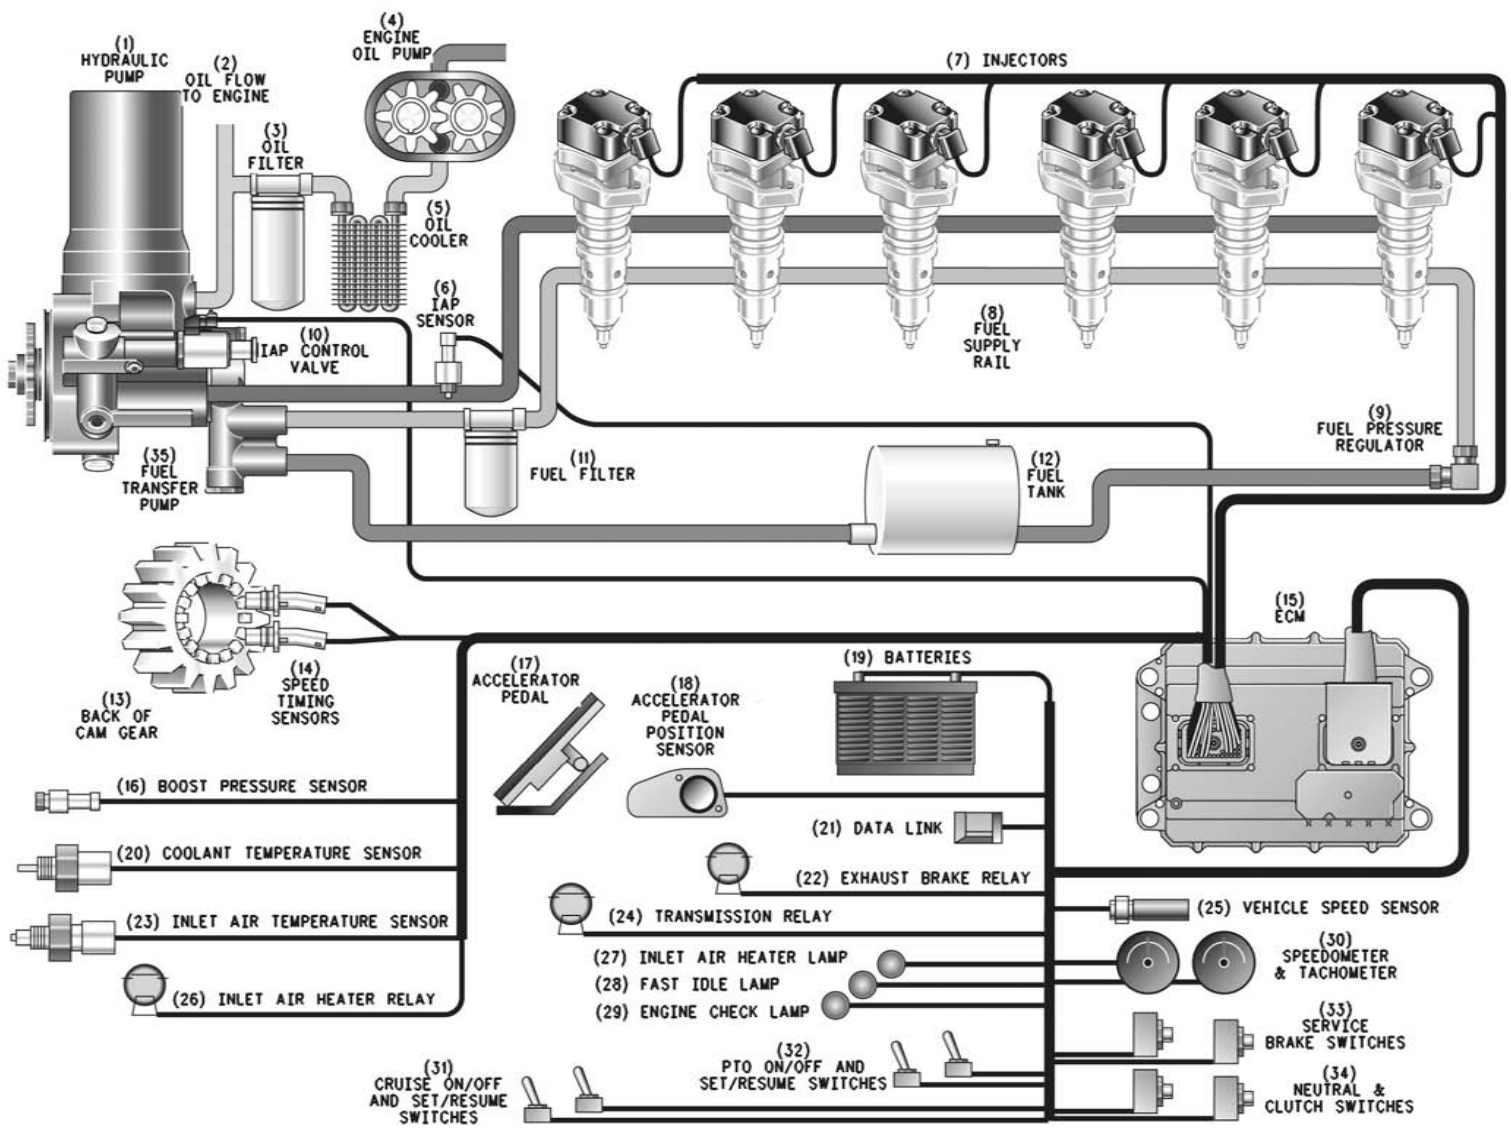 (1)
HYDRAULIC
PUMP
(2)
OIL FLOW
TO ENGINE
(3)
OIL
FILTER
(4)
ENGINE
OIL PUMP
(5)
OIL
COOLER
(6)
IAP
SENSOR
(7) INJECTORS
(8)
FUEL
SUPPLY
RAIL
(9)
FUEL PRESSURE
REGULATOR
(10)
IAP CONTROL
VALVE
(11)
FUEL FILTER
(12)
FUEL
TANK
(35)
FUEL
TRANSFER
PUMP
(13)
BACK OF
CAM GEAR
(14)
SPEED
TIMING
SENSORS
(15)
ECM
(16) BOOST PRESSURE SENSOR
(17)
ACCELERATOR
PEDAL
(18)
ACCELERATOR
PEDAL
POSITION
SENSOR
(19) BATTERIES
(20) COOLANT TEMPERATURE SENSOR
(21) DATA LINK
(22) EXHAUST BRAKE RELAY
(23) INLET AIR TEMPERATURE SENSOR
(24) TRANSMISSION RELAY
(25) VEHICLE SPEED SENSOR
(26) INLET AIR HEATER RELAY
(27) INLET AIR HEATER LAMP
(28) FAST IDLE LAMP
(29) ENGINE CHECK LAMP
(30)
SPEEDOMETER
& TACHOMETER
(31)
CRUISE ON/OFF
AND SET/RESUME
SWITCHES
(32)
PTO ON/OFF AND
SET/RESUME SWITCHES
(33)
SERVICE
BRAKE SWITCHES
(34)
NEUTRAL &
CLUTCH SWITCHES